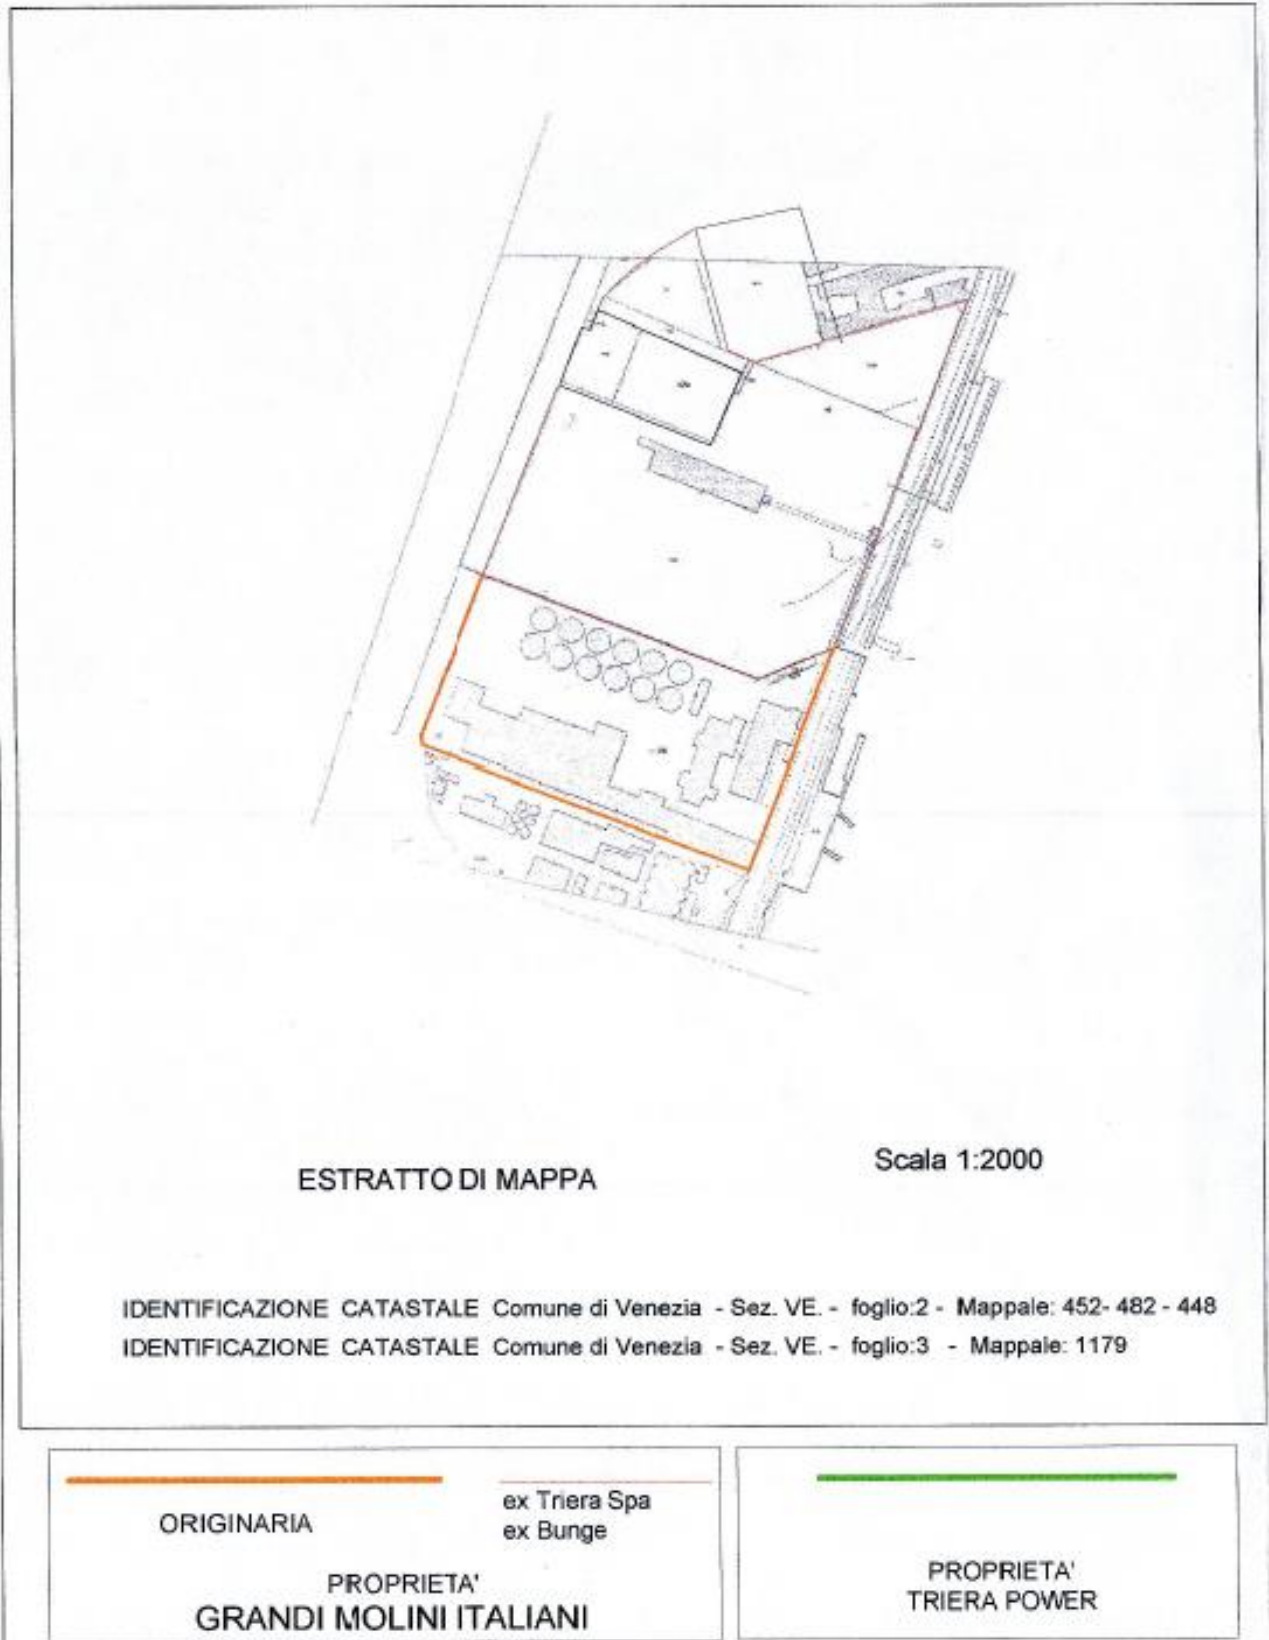 ESTRATTO DI MAPPA
Scala 1:2000
IDENTIFICAZIONE CATASTALE Comune di Venezia - Sez. VE. - foglio:2 - Mappale: 452- 482 - 448
IDENTIFICAZIONE CATASTALE Comune di Venezia - Sez. VE. - foglio:3 - Mappale: 1179
ORIGINARIA
ex Triera Spa
ex Bunge
PROPRIETA'
GRANDI MOLINI ITALIANI
PROPRIETA'
TRIERA POWER